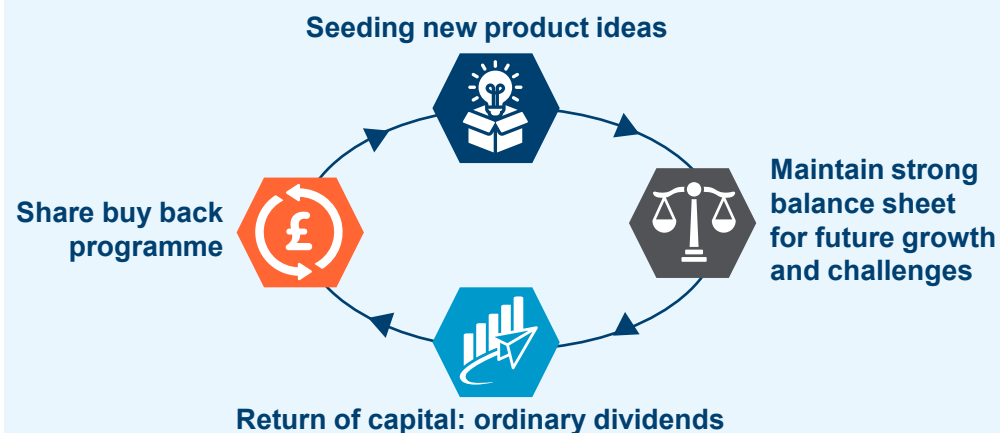 Seeding new product ideas
Maintain strong
balance sheet
for future growth
and challenges
Share buy back
programme
£
Return of capital: ordinary dividends